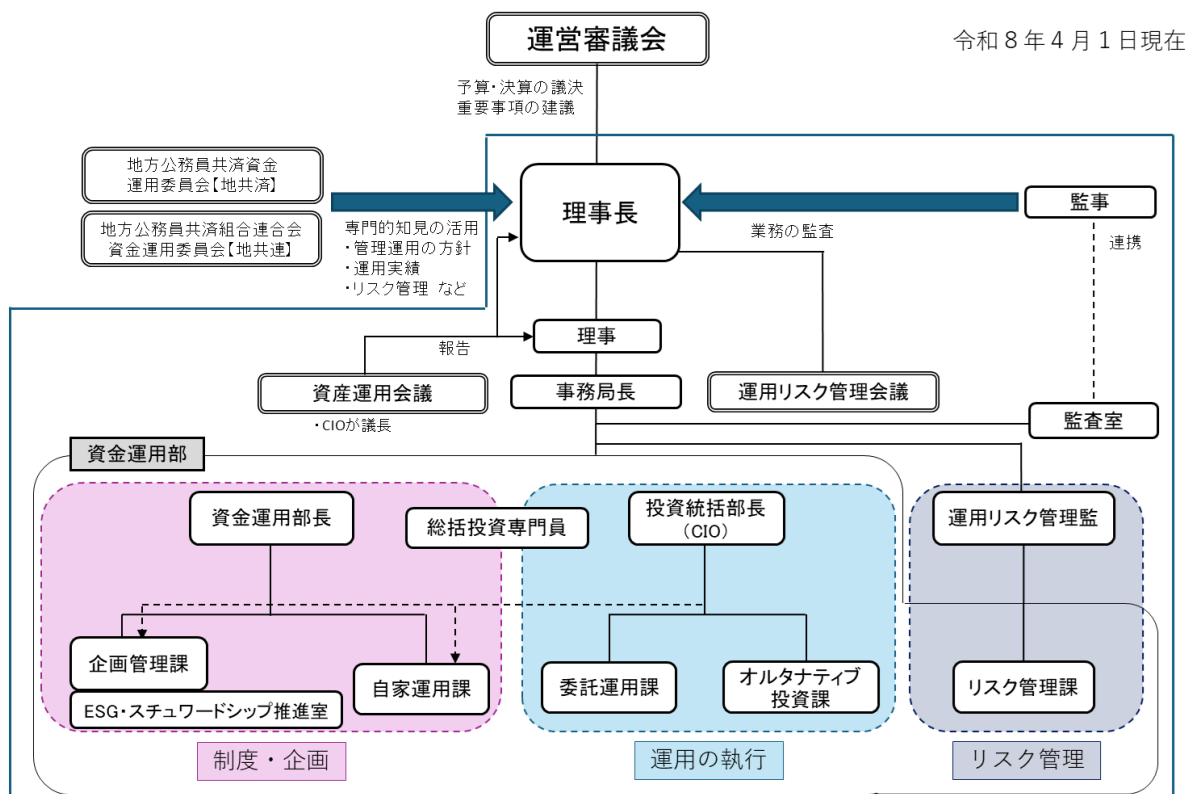 運営審議会
令和８年４月１日現在
予算・決算の議決
重要事項の建議
地方公務員共済資金
運用委員会【地共済】
地方公務員共済組合連合会
資金運用委員会【地共連】
専門的知見の活用
・管理運用の方針
・運用実績
・リスク管理 など
理事長
業務の監査
監事
連携
報告
理事
資産運用会議
・CIOが議長
事務局長
運用リスク管理会議
監査室
資金運用部
資金運用部長
総括投資専門員
投資統括部長
（CIO）
運用リスク管理監
企画管理課
ESG・スチュワードシップ推進室
自家運用課
委託運用課
オルタナティブ
投資課
リスク管理課
制度・企画
運用の執行
リスク管理